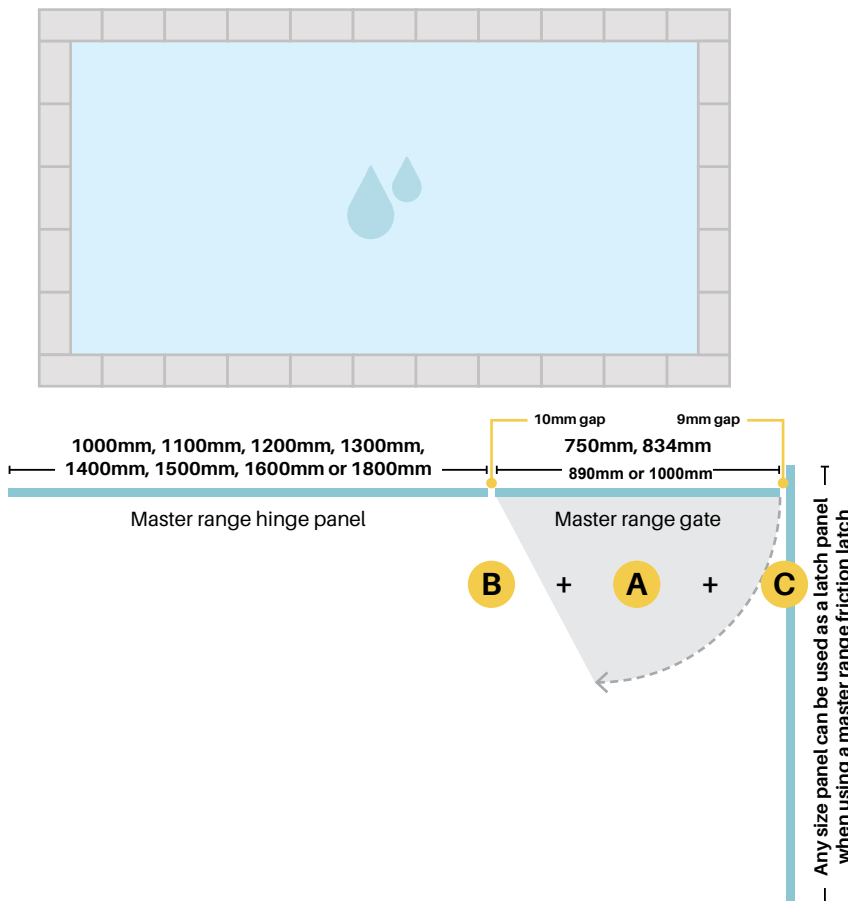 10mm gap
9mm gap
1000mm, 1100mm, 1200mm, 1300mm,
1400mm, 1500mm, 1600mm or 1800mm
750mm, 834mm
890mm or 1000mm
Master range hinge panel
Master range gate
B + A + C
Any size panel can be used as a latch panel
when using a master range friction latch